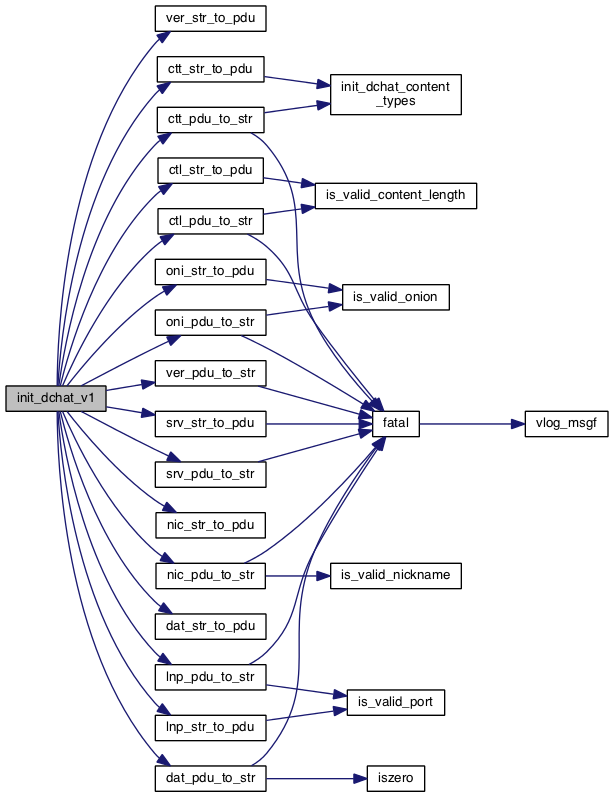 ver_str_to_pdu
ctt_str_to_pdu
init_dchat_content
_types
ctt_pdu_to_str
ctl_str_to_pdu
is_valid_content_length
ctl_pdu_to_str
oni_str_to_pdu
is_valid_onion
oni_pdu_to_str
ver_pdu_to_str
init_dchat_v1
srv_str_to_pdu
fatal
vlog_msgf
srv_pdu_to_str
nic_str_to_pdu
nic_pdu_to_str
is_valid_nickname
dat_str_to_pdu
lnp_pdu_to_str
is_valid_port
lnp_str_to_pdu
dat_pdu_to_str
iszero